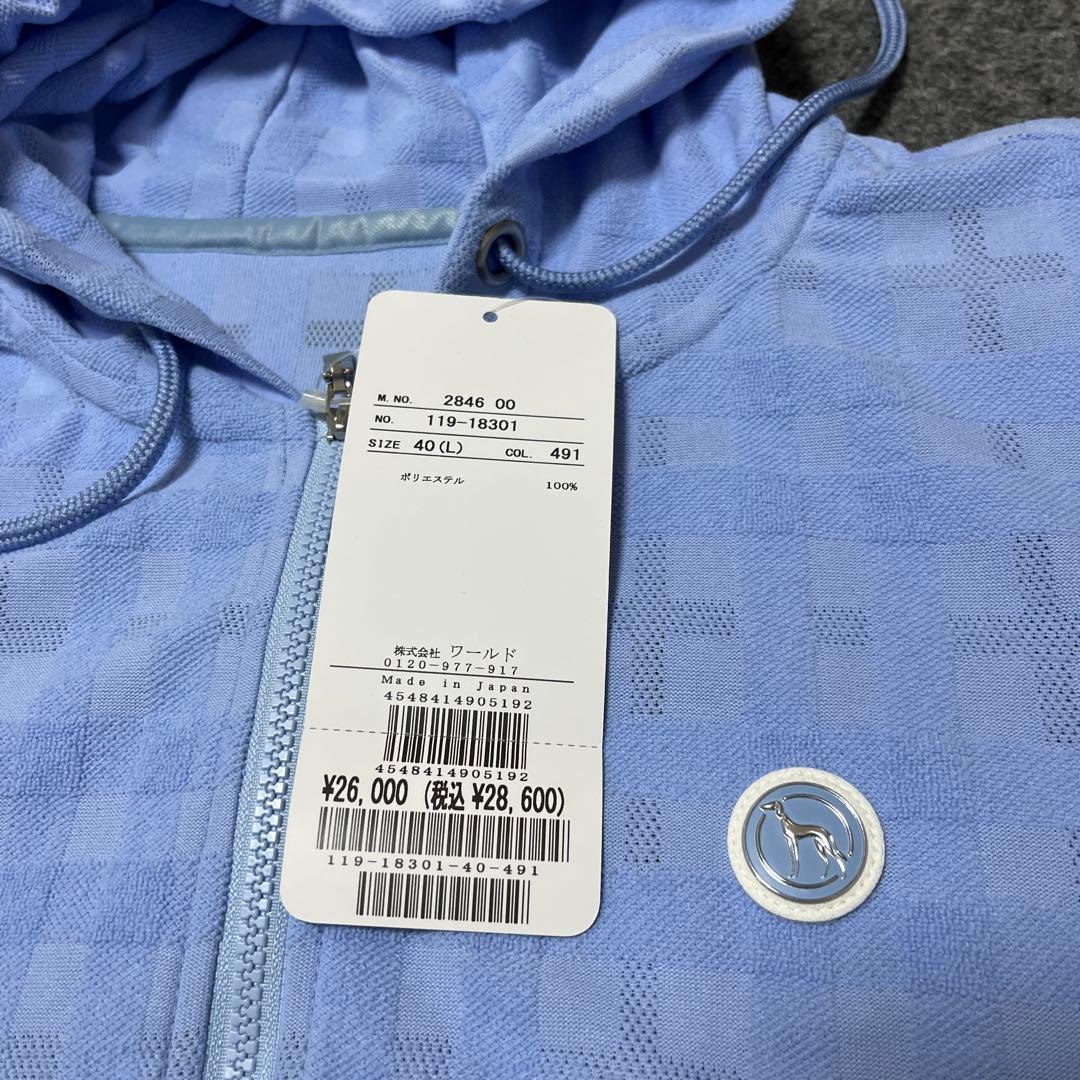 M. NO. 2846 00
NO. 119-18301
SIZE 40(L) COL. 491
ポリエステル 100%
株式会社 ワールド
0120-977-917
Made in Japan
4548414905192
4548414905192
¥26,000 (税込 ¥28,600)
119-18301-40-491